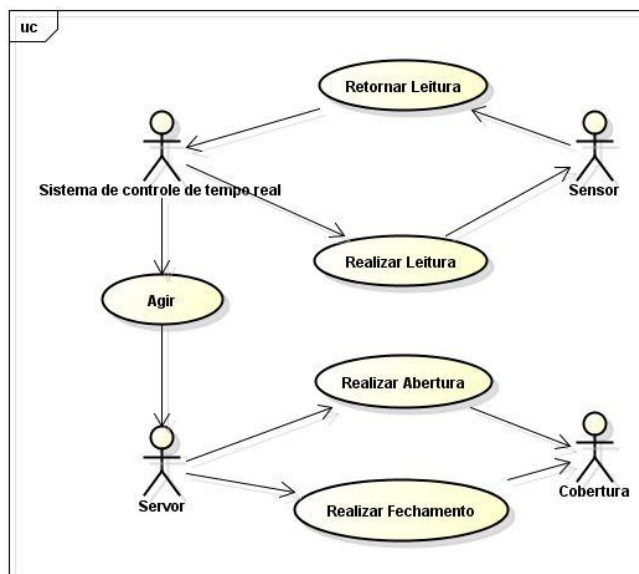 uc
Retornar Leitura
Sistema de controle de tempo real
Sensor
Realizar Leitura
Agir
Realizar Abertura
Servor
Cobertura
Realizar Fechamento